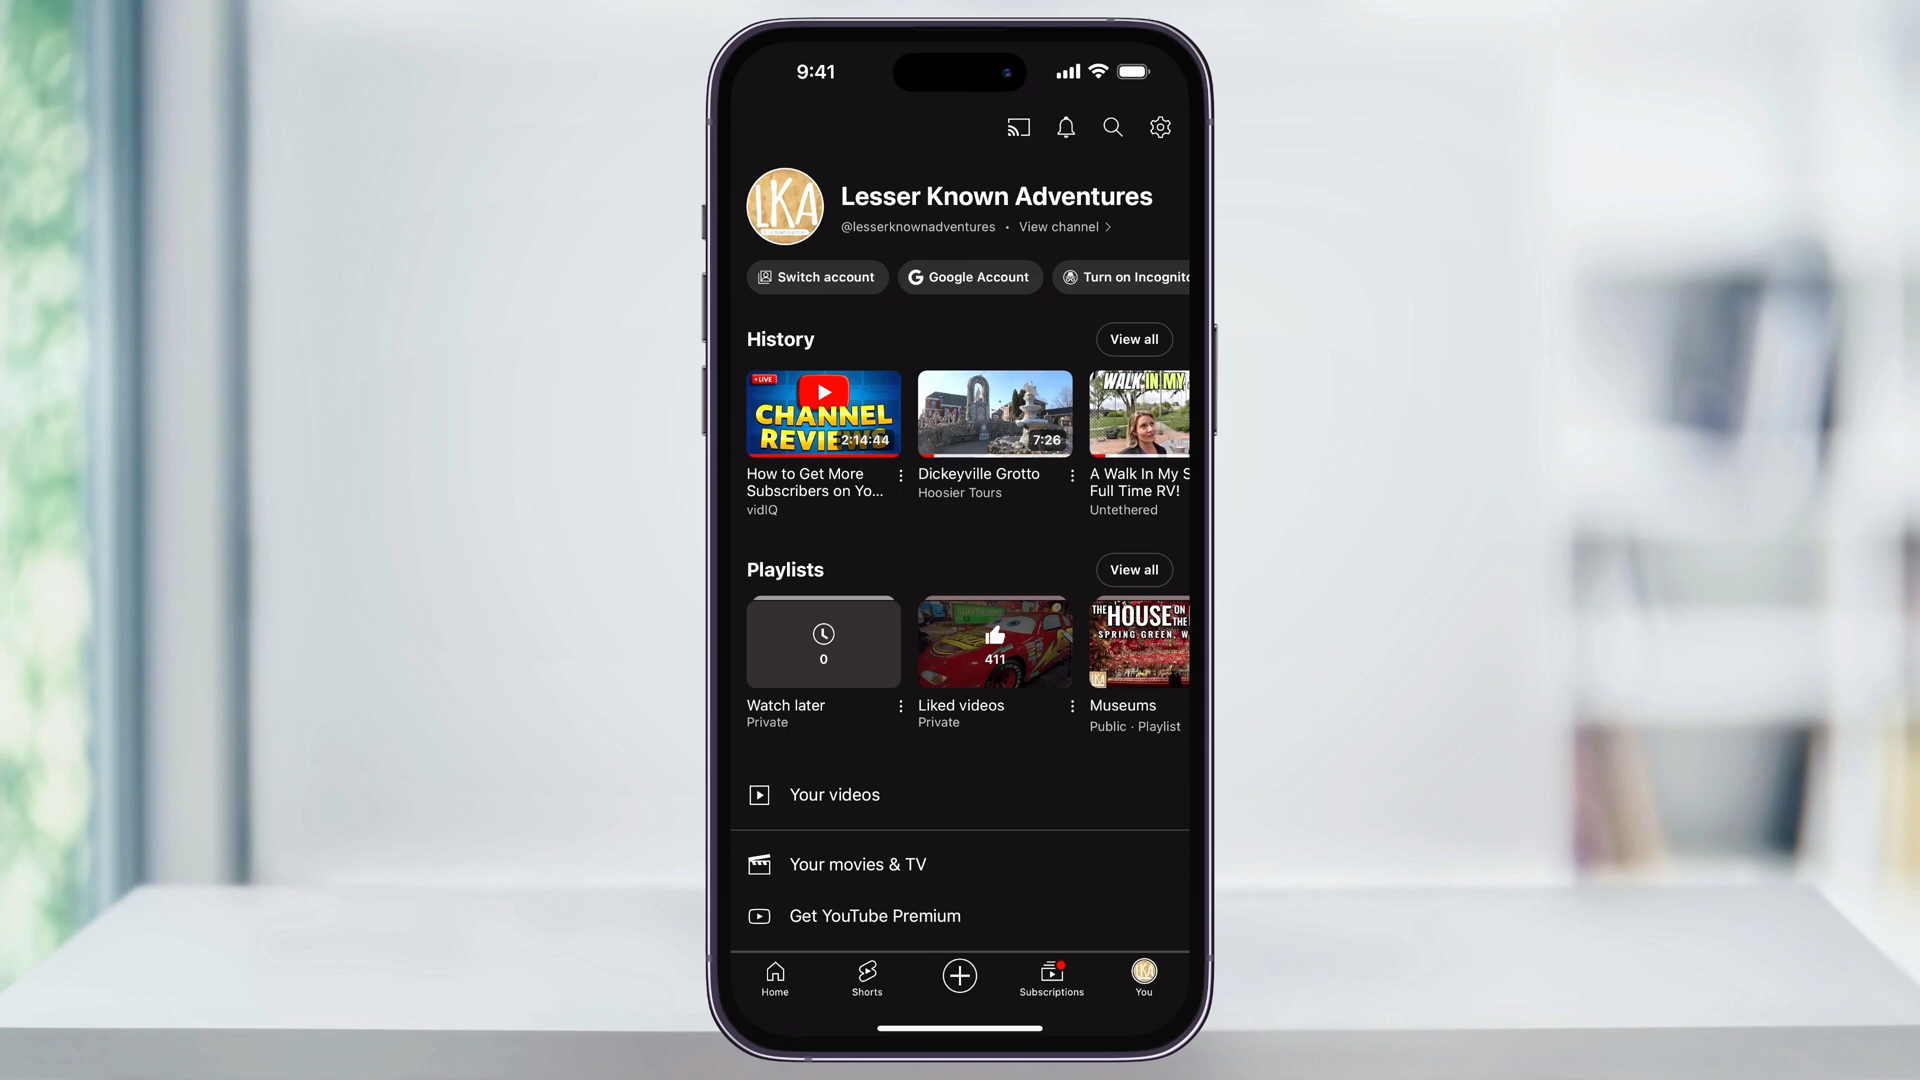 9:41
LKA
Lesser Known Adventures
@lesserknownadventures • View channel >
Switch account
Google Account
Turn on Incognito
History
View all
LIVE
CHANNEL
REVIEWS
2:14:44
7:26
WALK IN MY
How to Get More
Subscribers on Yo...
vidIQ
Dickeyville Grotto
Hoosier Tours
A Walk In My S
Full Time RV!
Untethered
Playlists
View all
0
411
THE HOUSE ON
THE
SPRING GREEN, W
LKA
Watch later
Private
Liked videos
Private
Museums
Public · Playlist
Your videos
Your movies & TV
Get YouTube Premium
Home
Shorts
Subscriptions
You